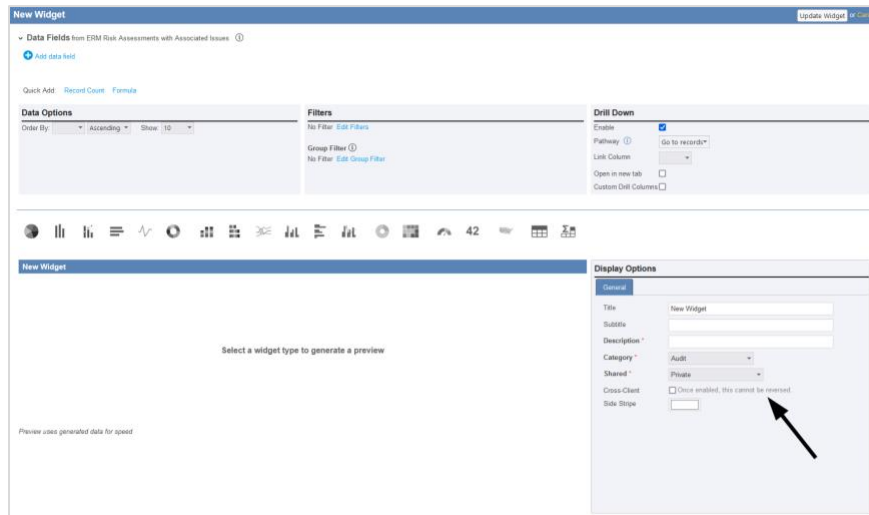 New Widget
Update Widget or Can
Data Fields from ERM Risk Assessments with Associated Issues
Add data field
Quick Add: Record Count Formula
Data Options
Order By: Ascending Show: 10
Filters
No Filter Edit Filters
Group Filter
No Filter Edit Group Filter
Drill Down
Enable
Pathway Go to records
Link Column
Open in new tab
Custom Drill Columns
42
New Widget
Select a widget type to generate a preview
Preview uses generated data for speed
Display Options
General
Title New Widget
Subtitle
Description *
Category * Audit
Shared * Private
Cross-Client Once enabled, this cannot be reversed.
Side Stripe